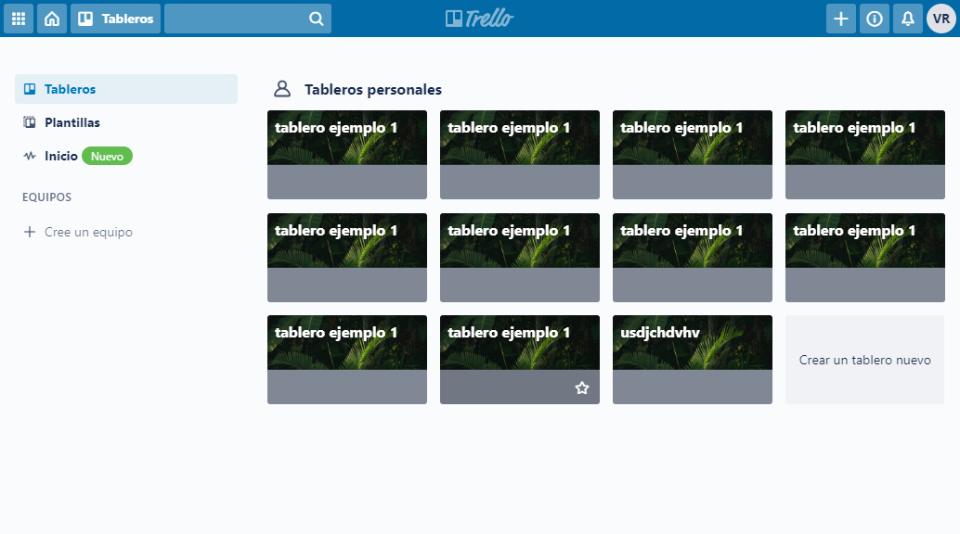 Tableros
Trello
VR
Tableros
Plantillas
Inicio Nuevo
EQUIPOS
Cree un equipo
Tableros personales
tablero ejemplo 1 tablero ejemplo 1 tablero ejemplo 1 tablero ejemplo 1
tablero ejemplo 1 tablero ejemplo 1 tablero ejemplo 1 tablero ejemplo 1
tablero ejemplo 1 tablero ejemplo 1 usdjchdvhv
Crear un tablero nuevo